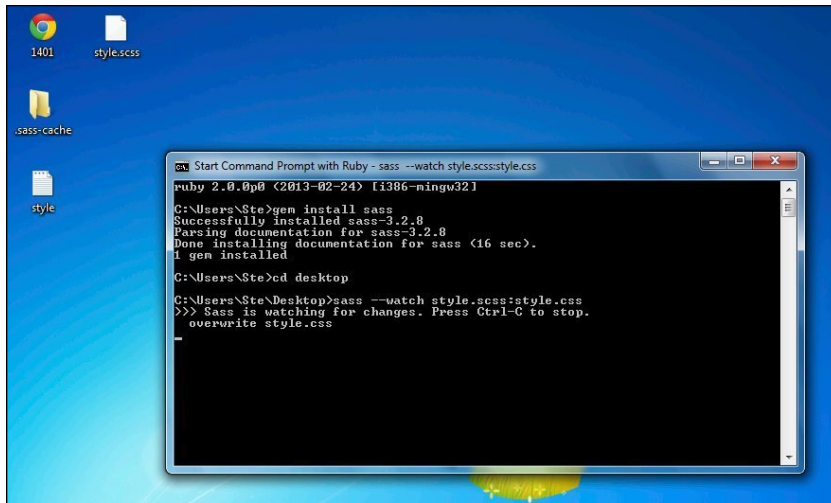 1401
style.scss
.sass-cache
style
Start Command Prompt with Ruby - sass --watch style.scss:style.css
ruby 2.0.0p0 (2013-02-24) [i386-mingw32]
C:\Users\Ste>gem install sass
Successfully installed sass-3.2.8
Parsing documentation for sass-3.2.8
Done installing documentation for sass (16 sec).
1 gem installed
C:\Users\Ste>cd desktop
C:\Users\Ste\Desktop>sass --watch style.scss:style.css
>>> Sass is watching for changes. Press Ctrl-C to stop.
overwrite style.css